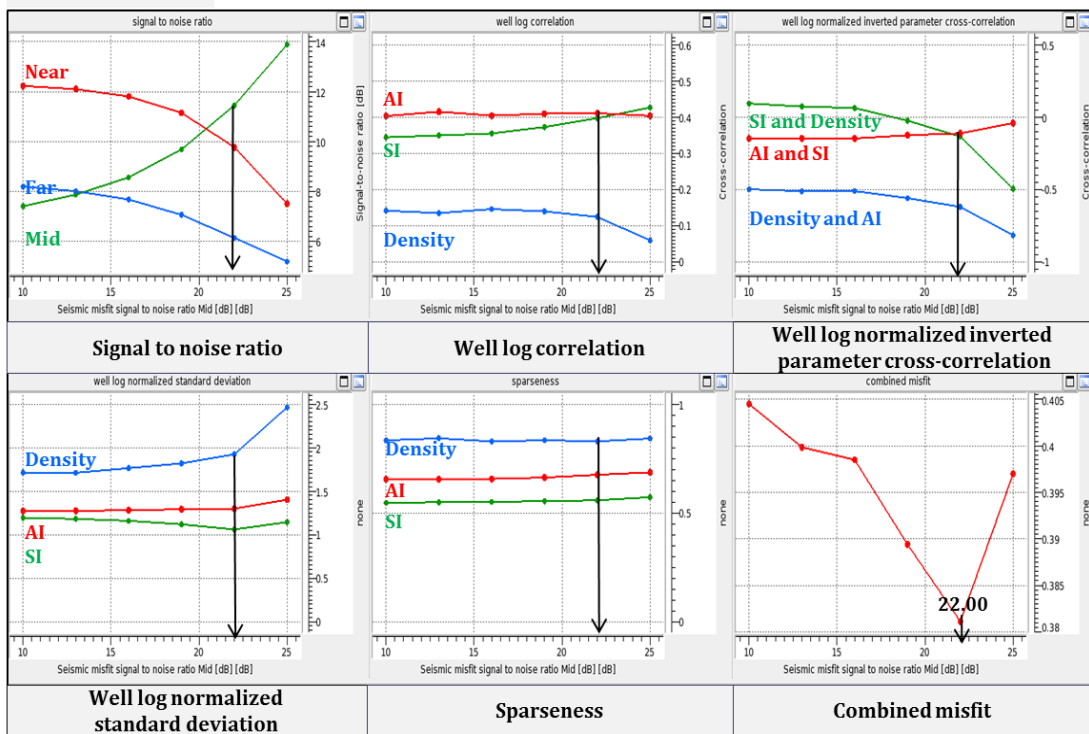 signal to noise ratio
Near
Far
Mid
14
12
10
8
6
Signal-to-noise ratio [dB]
10
15
20
25
Seismic misfit signal to noise ratio Mid [dB] [dB]
Signal to noise ratio
well log correlation
AI
SI
Density
0.6
0.5
0.4
0.3
0.2
0.1
0
Cross-correlation
10
15
20
25
Seismic misfit signal to noise ratio Mid [dB] [dB]
Well log correlation
well log normalized inverted parameter cross-correlation
SI and Density
AI and SI
Density and AI
0.5
0
-0.5
-1
Cross-correlation
10
15
20
25
Seismic misfit signal to noise ratio Mid [dB] [dB]
Well log normalized inverted
parameter cross-correlation
well log normalized standard deviation
Density
AI
SI
2.5
2
1.5
1
0.5
0
none
10
15
20
25
Seismic misfit signal to noise ratio Mid [dB] [dB]
Well log normalized
standard deviation
sparseness
Density
AI
SI
1
0.5
0
none
10
15
20
25
Seismic misfit signal to noise ratio Mid [dB] [dB]
Sparseness
combined misfit
22.00
0.405
0.4
0.395
0.39
0.385
0.38
none
10
15
20
25
Seismic misfit signal to noise ratio Mid [dB] [dB]
Combined misfit